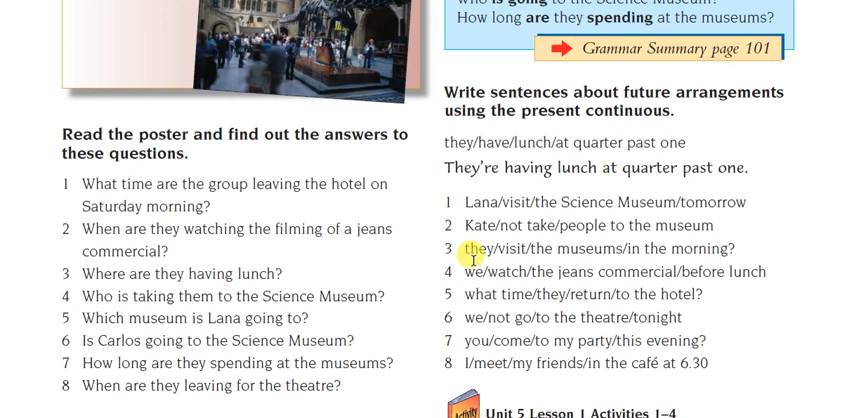 Who is going to the Science Museum?
How long are they spending at the museums?
Grammar Summary page 101
Write sentences about future arrangements
using the present continuous.
they/have/lunch/at quarter past one
They're having lunch at quarter past one.
1 Lana/visit/the Science Museum/tomorrow
2 Kate/not take/people to the museum
3 they/visit/the museums/in the morning?
4 we/watch/the jeans commercial/before lunch
5 what time/they/return/to the hotel?
6 we/not go/to the theatre/tonight
7 you/come/to my party/this evening?
8 I/meet/my friends/in the café at 6.30
Activity
Unit 5 Lesson 1 Activities 1–4
Read the poster and find out the answers to
these questions.
1 What time are the group leaving the hotel on
Saturday morning?
2 When are they watching the filming of a jeans
commercial?
3 Where are they having lunch?
4 Who is taking them to the Science Museum?
5 Which museum is Lana going to?
6 Is Carlos going to the Science Museum?
7 How long are they spending at the museums?
8 When are they leaving for the theatre?